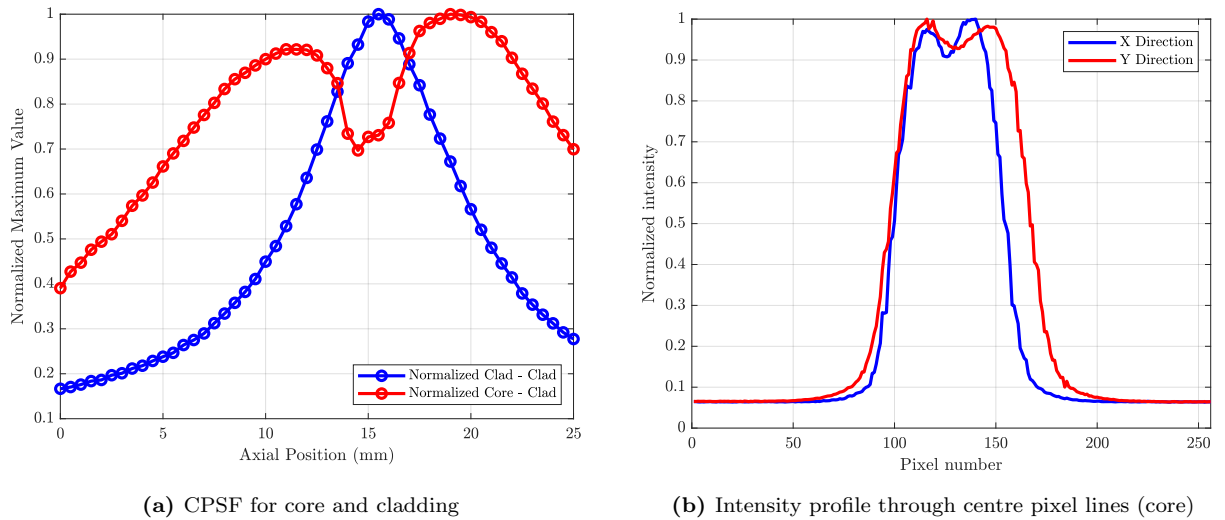 1
0.9
0.8
0.7
0.6
0.5
0.4
0.3
0.2
0.1
Normalized Maximum Value
Normalized Clad - Clad
Normalized Core - Clad
0 5 10 15 20 25
Axial Position (mm)
(a) CPSF for core and cladding
1
0.9
0.8
0.7
0.6
0.5
0.4
0.3
0.2
0.1
0
Normalized intensity
X Direction
Y Direction
0 50 100 150 200 250
Pixel number
(b) Intensity profile through centre pixel lines (core)